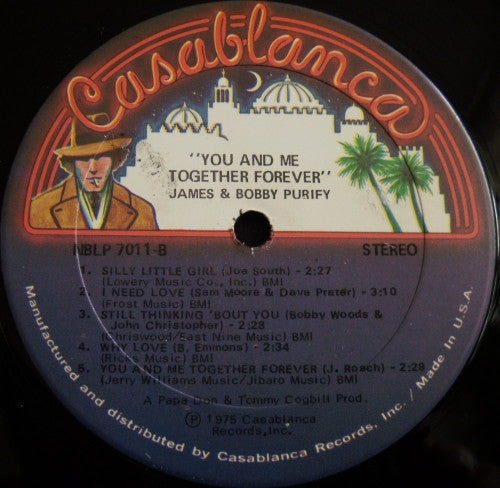 Casablanca
"YOU AND ME
TOGETHER FOREVER"
JAMES & BOBBY PURIFY
NBLP 7011-B STEREO
1. SILLY LITTLE GIRL (Joe South) - 2:27
(Lowery Music Co., Inc.) BMI
2. I NEED LOVE (Sam Moore & Dave Prater) - 3:10
(Frost Music) BMI
3. STILL THINKING 'BOUT YOU (Bobby Woods &
John Christopher) - 2:28
(Chriswood/East Nine Music) BMI
4. WHY LOVE (B. Emmons) - 2:34
(Ricks Music) BMI
5. YOU AND ME TOGETHER FOREVER (J. Roach) - 2:28
(Jerry Williams Music/Jibaro Music) BMI
A Papa Don & Tommy Cogbill Prod.
℗ 1975 Casablanca
Records, Inc.
Manufactured and distributed by Casablanca Records, Inc. / Made In U.S.A.